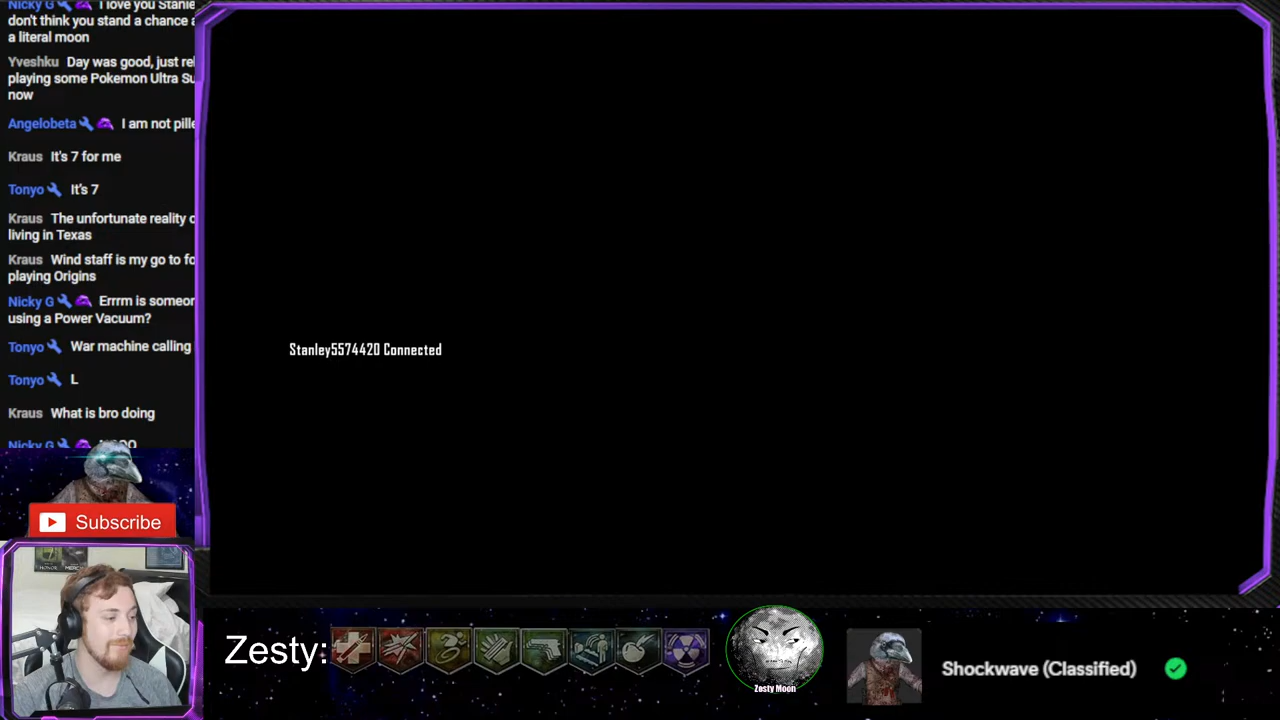 Nicky G I love you Stanle
don't think you stand a chance a
a literal moon
Yveshku Day was good, just rel
playing some Pokemon Ultra Su
now
Angelobeta I am not pille
Kraus It's 7 for me
Tonyo It's 7
Kraus The unfortunate reality o
living in Texas
Kraus Wind staff is my go to fo
playing Origins
Nicky G Errrm is someon
using a Power Vacuum?
Tonyo War machine calling
Tonyo L
Kraus What is bro doing
Nicky G
Stanley5574420 Connected
Subscribe
Zesty:
Zesty Moon
Shockwave (Classified)